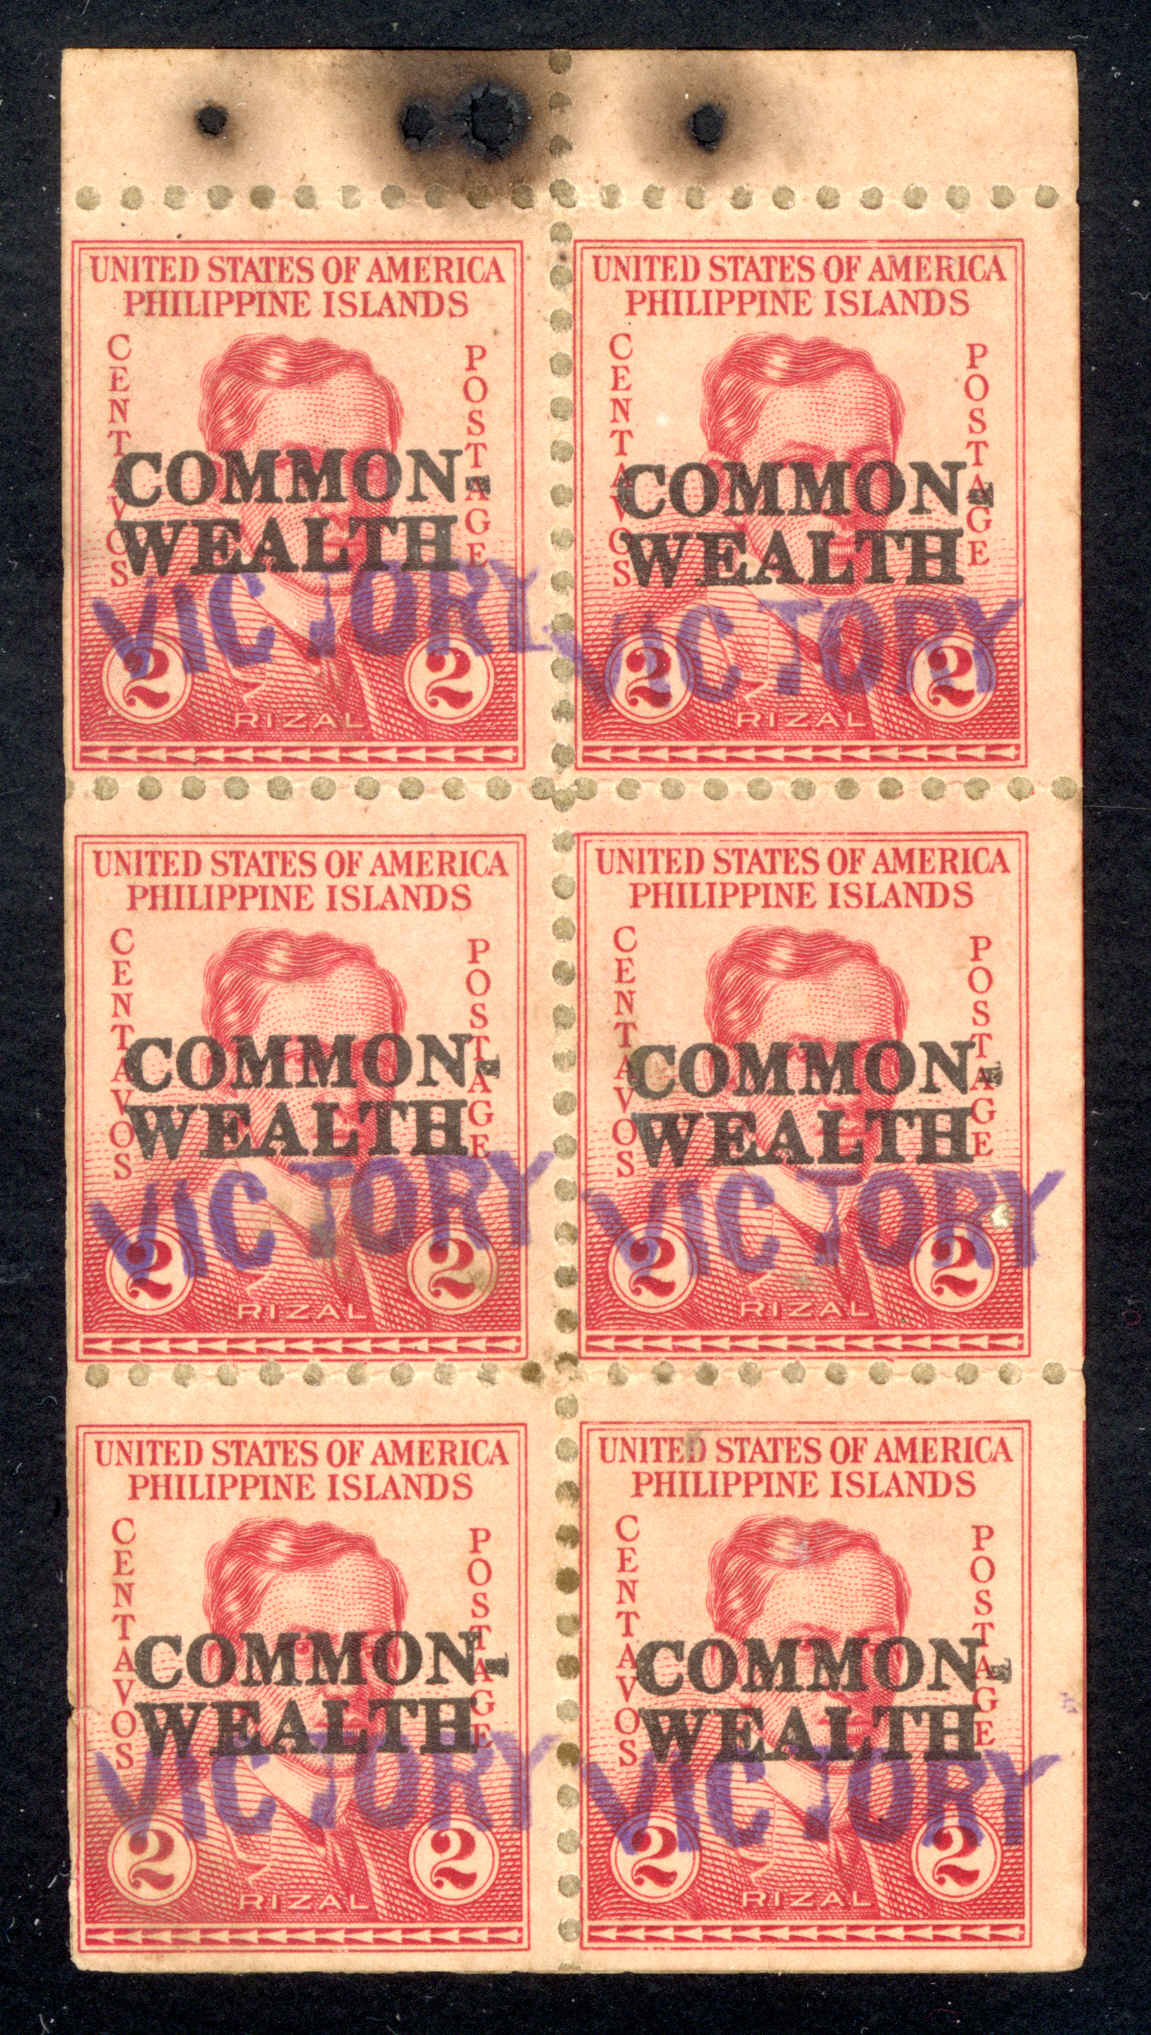 UNITED STATES OF AMERICA
PHILIPPINE ISLANDS
CENTAVOS
POSTAGE
COMMON-
WEALTH
VICTORY
2 2
RIZAL
UNITED STATES OF AMERICA
PHILIPPINE ISLANDS
CENTAVOS
POSTAGE
COMMON-
WEALTH
VICTORY
2 2
RIZAL
UNITED STATES OF AMERICA
PHILIPPINE ISLANDS
CENTAVOS
POSTAGE
COMMON-
WEALTH
VICTORY
2 2
RIZAL
UNITED STATES OF AMERICA
PHILIPPINE ISLANDS
CENTAVOS
POSTAGE
COMMON-
WEALTH
VICTORY
2 2
RIZAL
UNITED STATES OF AMERICA
PHILIPPINE ISLANDS
CENTAVOS
POSTAGE
COMMON-
WEALTH
VICTORY
2 2
RIZAL
UNITED STATES OF AMERICA
PHILIPPINE ISLANDS
CENTAVOS
POSTAGE
COMMON-
WEALTH
VICTORY
2 2
RIZAL